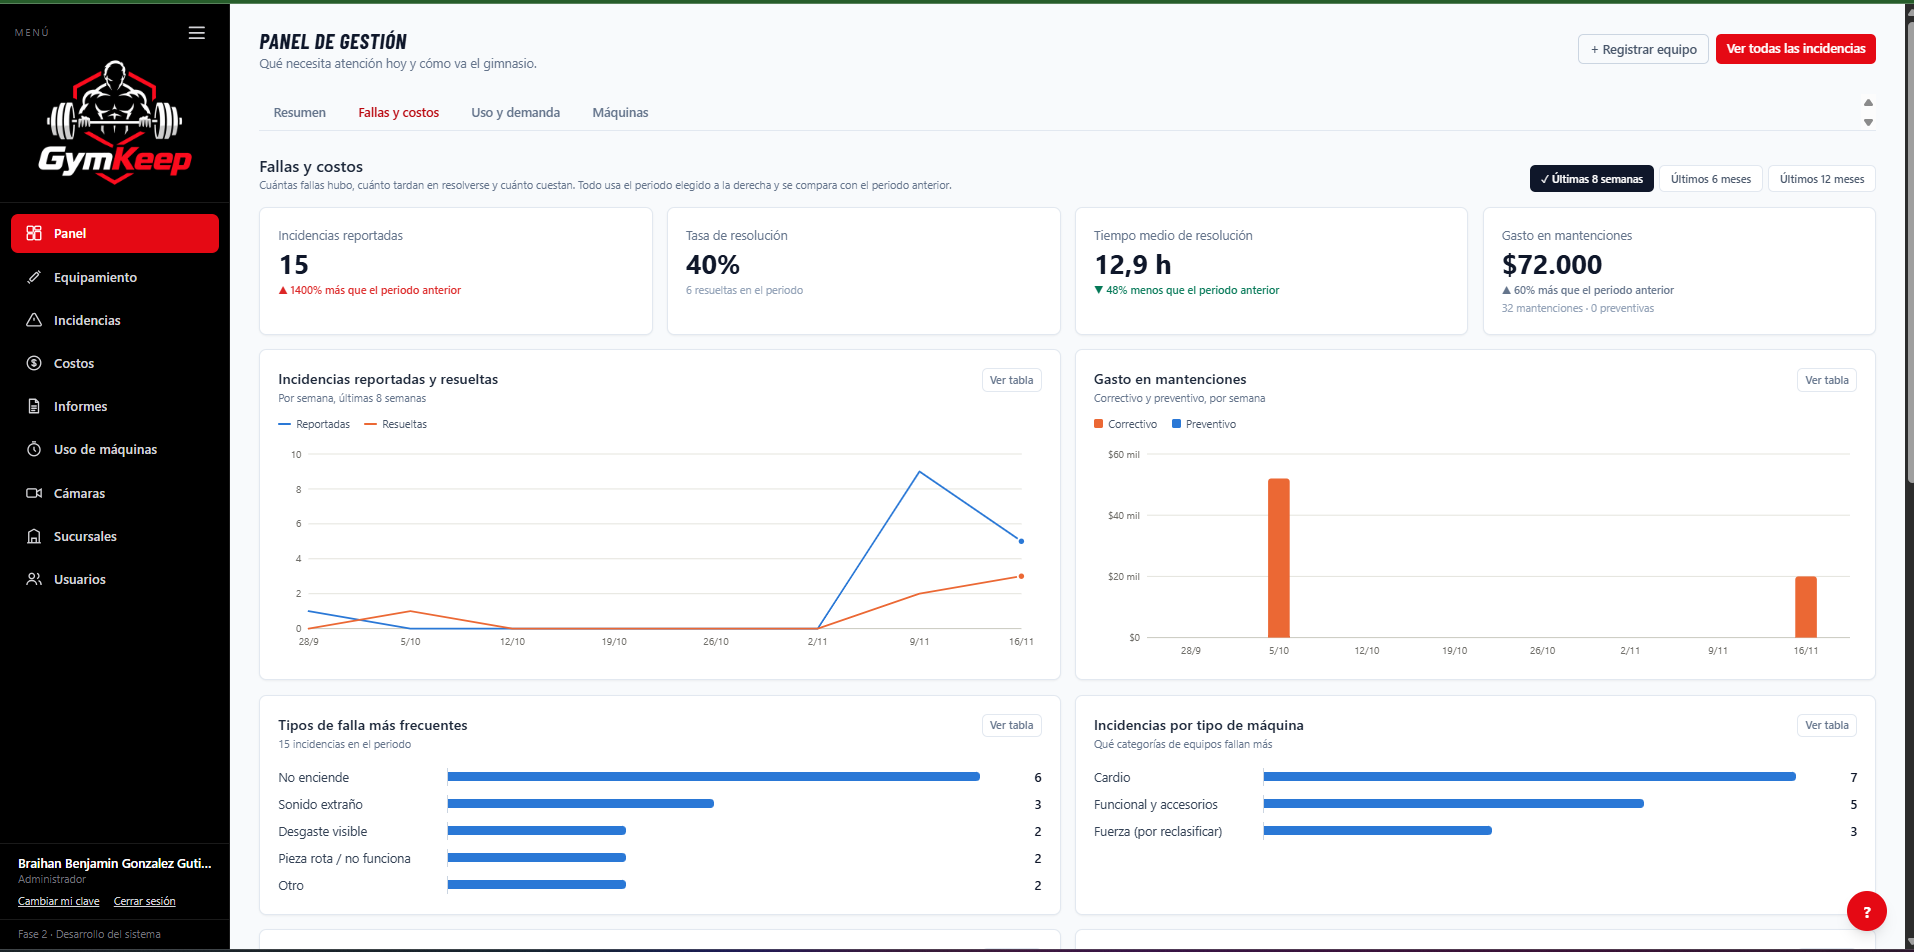 MENÚ
GymKeep
Panel
Equipamiento
Incidencias
Costos
Informes
Uso de máquinas
Cámaras
Sucursales
Usuarios
Braihan Benjamin Gonzalez Guti...
Administrador
Cambiar mi clave Cerrar sesión
Fase 2 · Desarrollo del sistema
PANEL DE GESTIÓN
Qué necesita atención hoy y cómo va el gimnasio.
+ Registrar equipo Ver todas las incidencias
Resumen Fallas y costos Uso y demanda Máquinas
Fallas y costos
Cuántas fallas hubo, cuánto tardan en resolverse y cuánto cuestan. Todo usa el periodo elegido a la derecha y se compara con el periodo anterior.
✓ Últimas 8 semanas Últimos 6 meses Últimos 12 meses
Incidencias reportadas
15
▲ 1400% más que el periodo anterior
Tasa de resolución
40%
6 resueltas en el periodo
Tiempo medio de resolución
12,9 h
▼ 48% menos que el periodo anterior
Gasto en mantenciones
$72.000
▲ 60% más que el periodo anterior
32 mantenciones · 0 preventivas
Incidencias reportadas y resueltas
Ver tabla
Por semana, últimas 8 semanas
Reportadas Resueltas
10
8
6
4
2
0
28/9 5/10 12/10 19/10 26/10 2/11 9/11 16/11
Gasto en mantenciones
Ver tabla
Correctivo y preventivo, por semana
Correctivo Preventivo
$60 mil
$40 mil
$20 mil
$0
28/9 5/10 12/10 19/10 26/10 2/11 9/11 16/11
Tipos de falla más frecuentes
Ver tabla
15 incidencias en el periodo
No enciende 6
Sonido extraño 3
Desgaste visible 2
Pieza rota / no funciona 2
Otro 2
Incidencias por tipo de máquina
Ver tabla
Qué categorías de equipos fallan más
Cardio 7
Funcional y accesorios 5
Fuerza (por reclasificar) 3
?